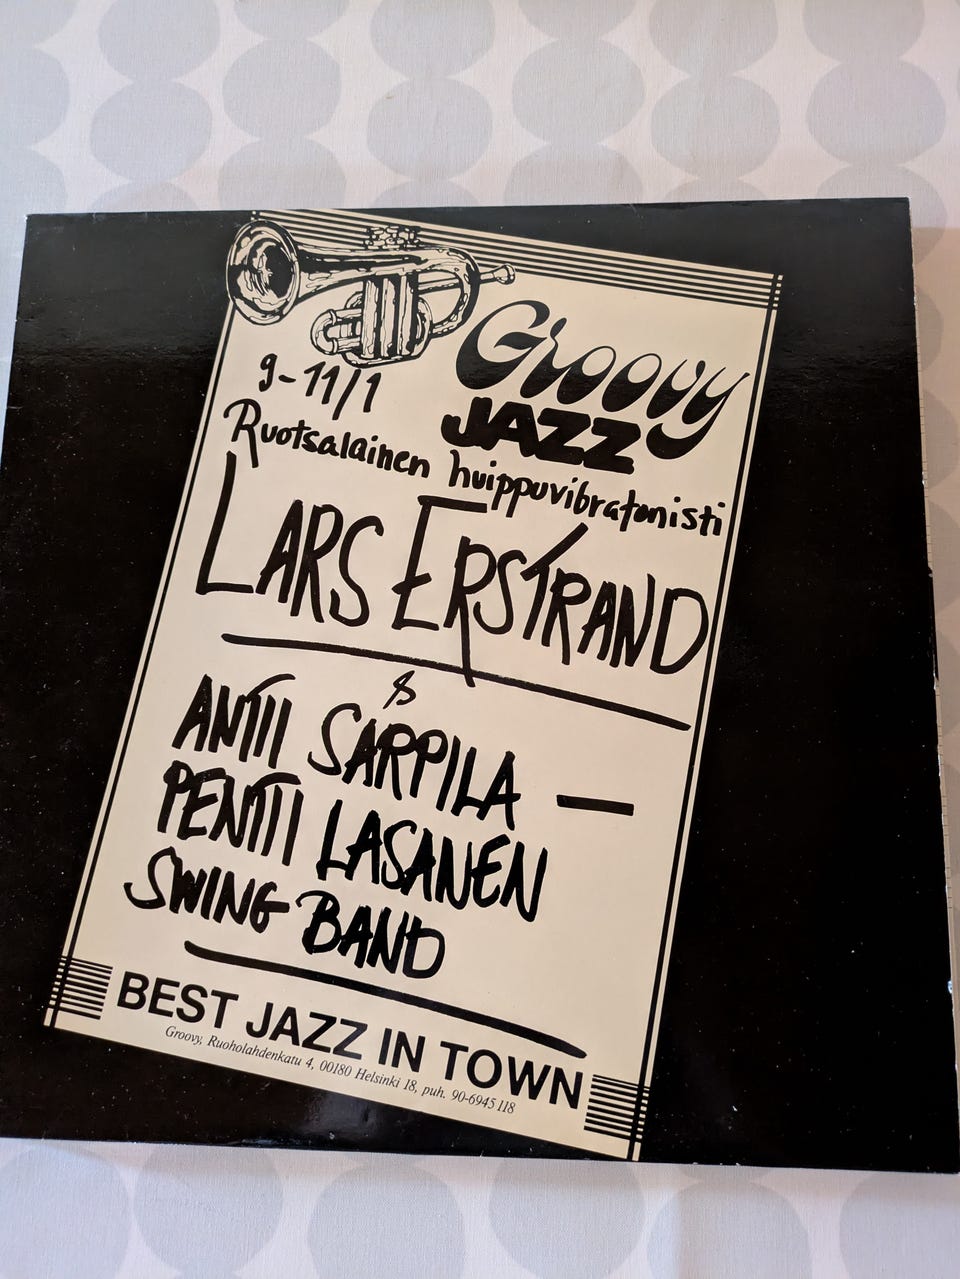 Groovy
JAZZ
9-11/1
Ruotsalainen huippuvibratonisti
LARS ERSTRAND
&
ANTTI SARPILA —
PENTTI LASANEN
SWING BAND
BEST JAZZ IN TOWN
Groovy, Ruoholahdenkatu 4, 00180 Helsinki 18, puh. 90-6945 118